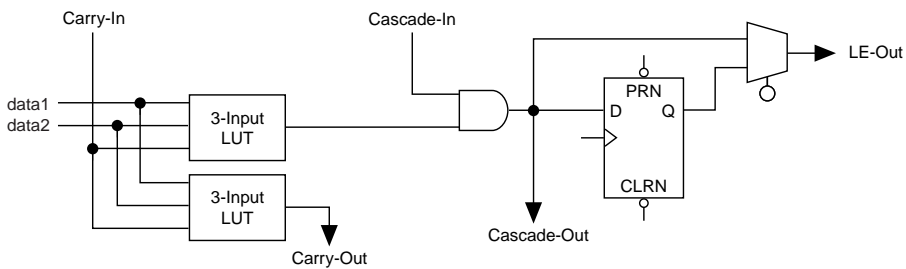 Carry-In
Cascade-In
LE-Out
data1
data2
3-Input
LUT
PRN
D
Q
CLRN
3-Input
LUT
Cascade-Out
Carry-Out